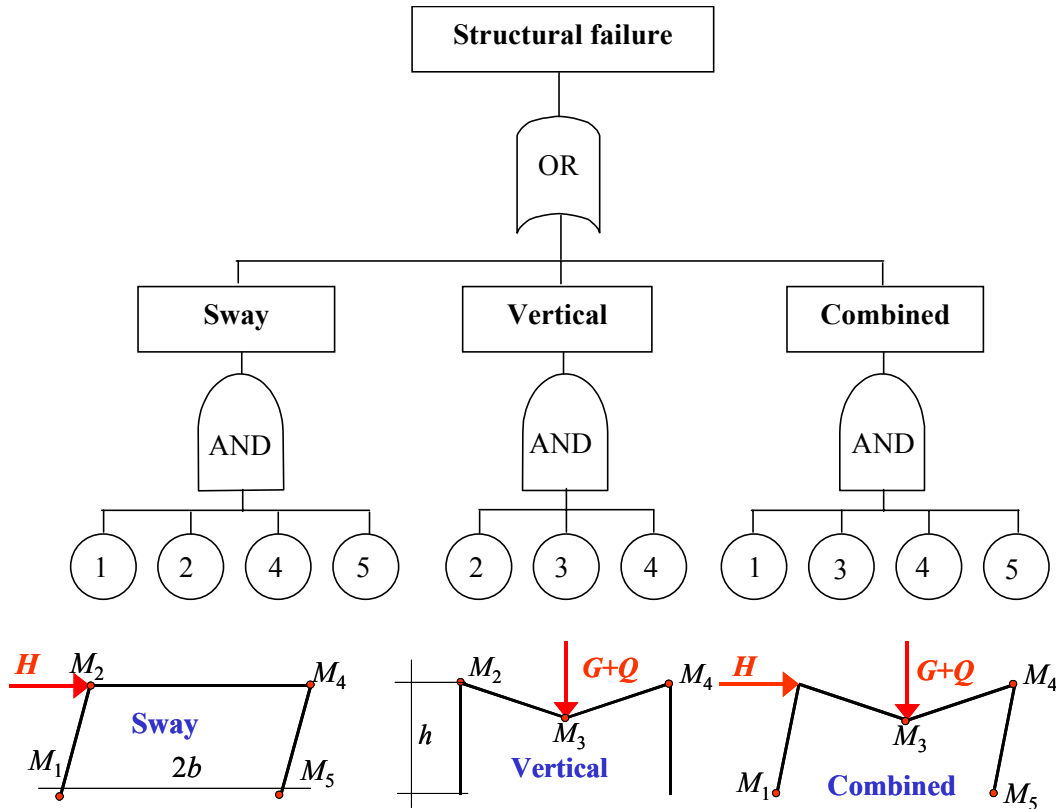 Structural failure
OR
Sway Vertical Combined
AND AND AND
1 2 4 5 2 3 4 1 3 4 5
H M2 M4 M2 G+Q M4 H G+Q M4
Sway M3 M3
M1 2b M5 h Vertical M1 Combined M5